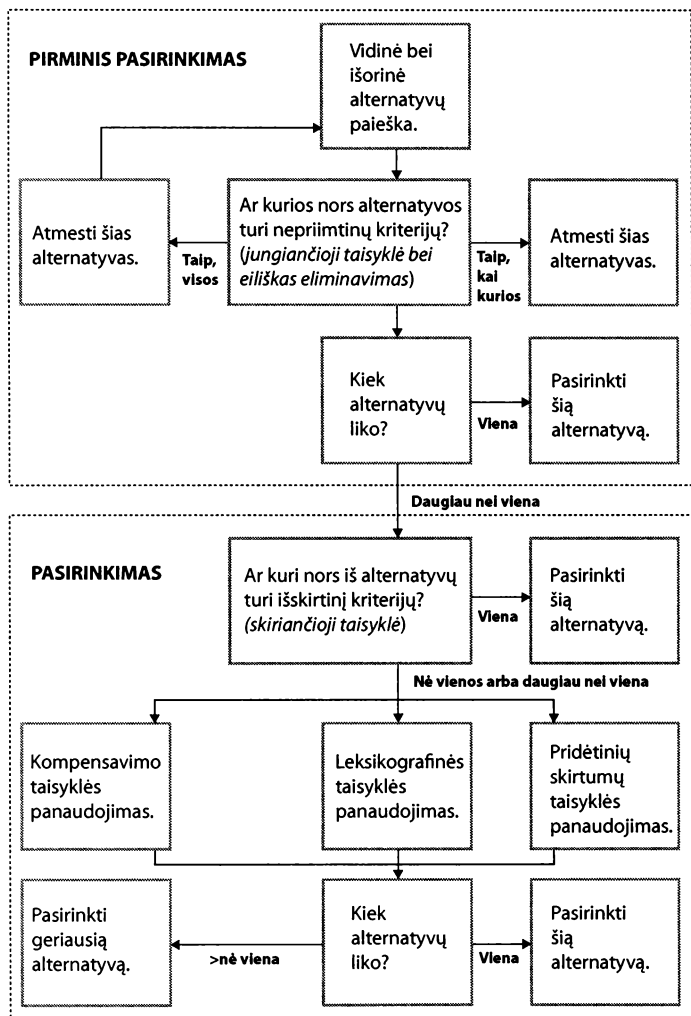 PIRMINIS PASIRINKIMAS
Vidinė bei
išorinė
alternatyvų
paieška.
Atmesti šias
alternatyvas.
Taip,
visos
Ar kurios nors alternatyvos
turi nepriimtinų kriterijų?
(jungiančioji taisyklė bei
eiliškas eliminavimas)
Taip,
kai
kurios
Atmesti šias
alternatyvas.
Kiek
alternatyvų
liko?
Viena
Pasirinkti
šią
alternatyvą.
Daugiau nei viena
PASIRINKIMAS
Ar kuri nors iš alternatyvų
turi išskirtinį kriterijų?
(skiriančioji taisyklė)
Viena
Pasirinkti
šią
alternatyvą.
Nė vienos arba daugiau nei viena
Kompensavimo
taisyklės
panaudojimas.
Leksikografinės
taisyklės
panaudojimas.
Pridėtinių
skirtumų
taisyklės
panaudojimas.
Pasirinkti
geriausią
alternatyvą.
>nė viena
Kiek
alternatyvų
liko?
Viena
Pasirinkti
šią
alternatyvą.